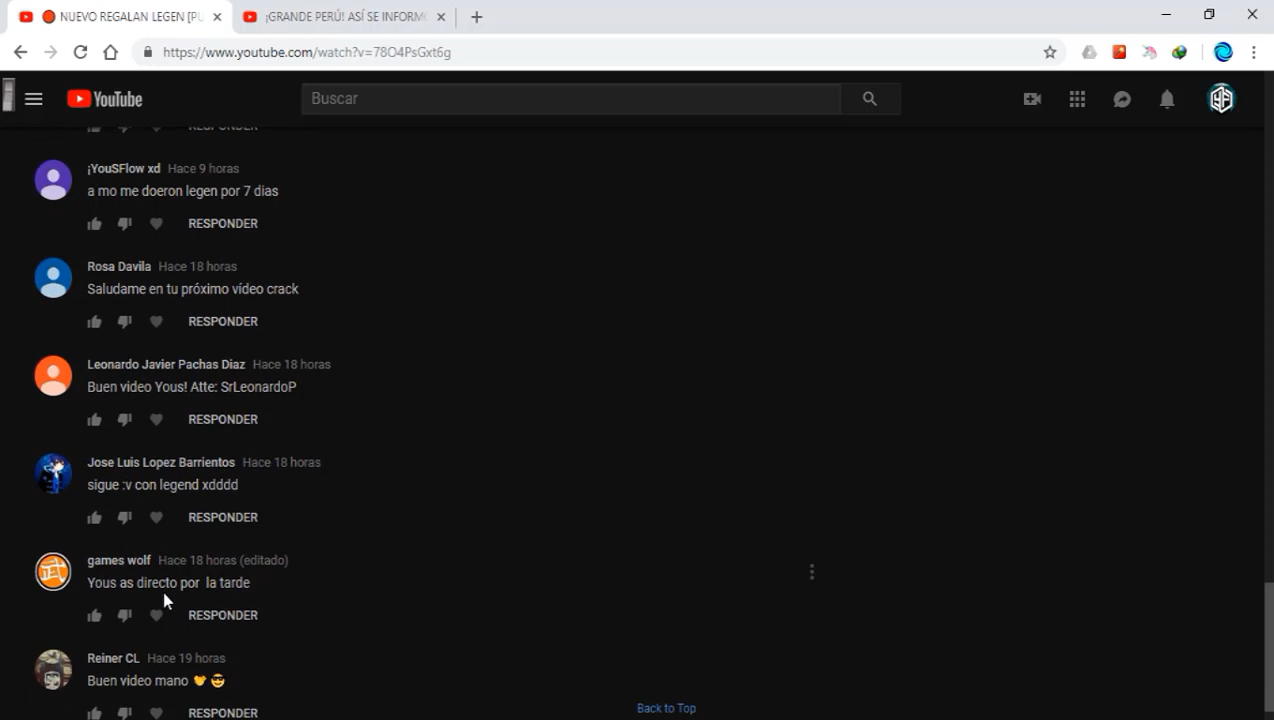 NUEVO REGALAN LEGEN [PU
¡GRANDE PERÚ! ASÍ SE INFORMÓ
https://www.youtube.com/watch?v=78O4PsGxt6g
YouTube
Buscar
RESPONDER
¡YouSFlow xd Hace 9 horas
a mo me doeron legen por 7 dias
RESPONDER
Rosa Davila Hace 18 horas
Saludame en tu próximo vídeo crack
RESPONDER
Leonardo Javier Pachas Diaz Hace 18 horas
Buen video Yous! Atte: SrLeonardoP
RESPONDER
Jose Luis Lopez Barrientos Hace 18 horas
sigue :v con legend xdddd
RESPONDER
games wolf Hace 18 horas (editado)
Yous as directo por la tarde
RESPONDER
Reiner CL Hace 19 horas
Buen video mano
RESPONDER
Back to Top